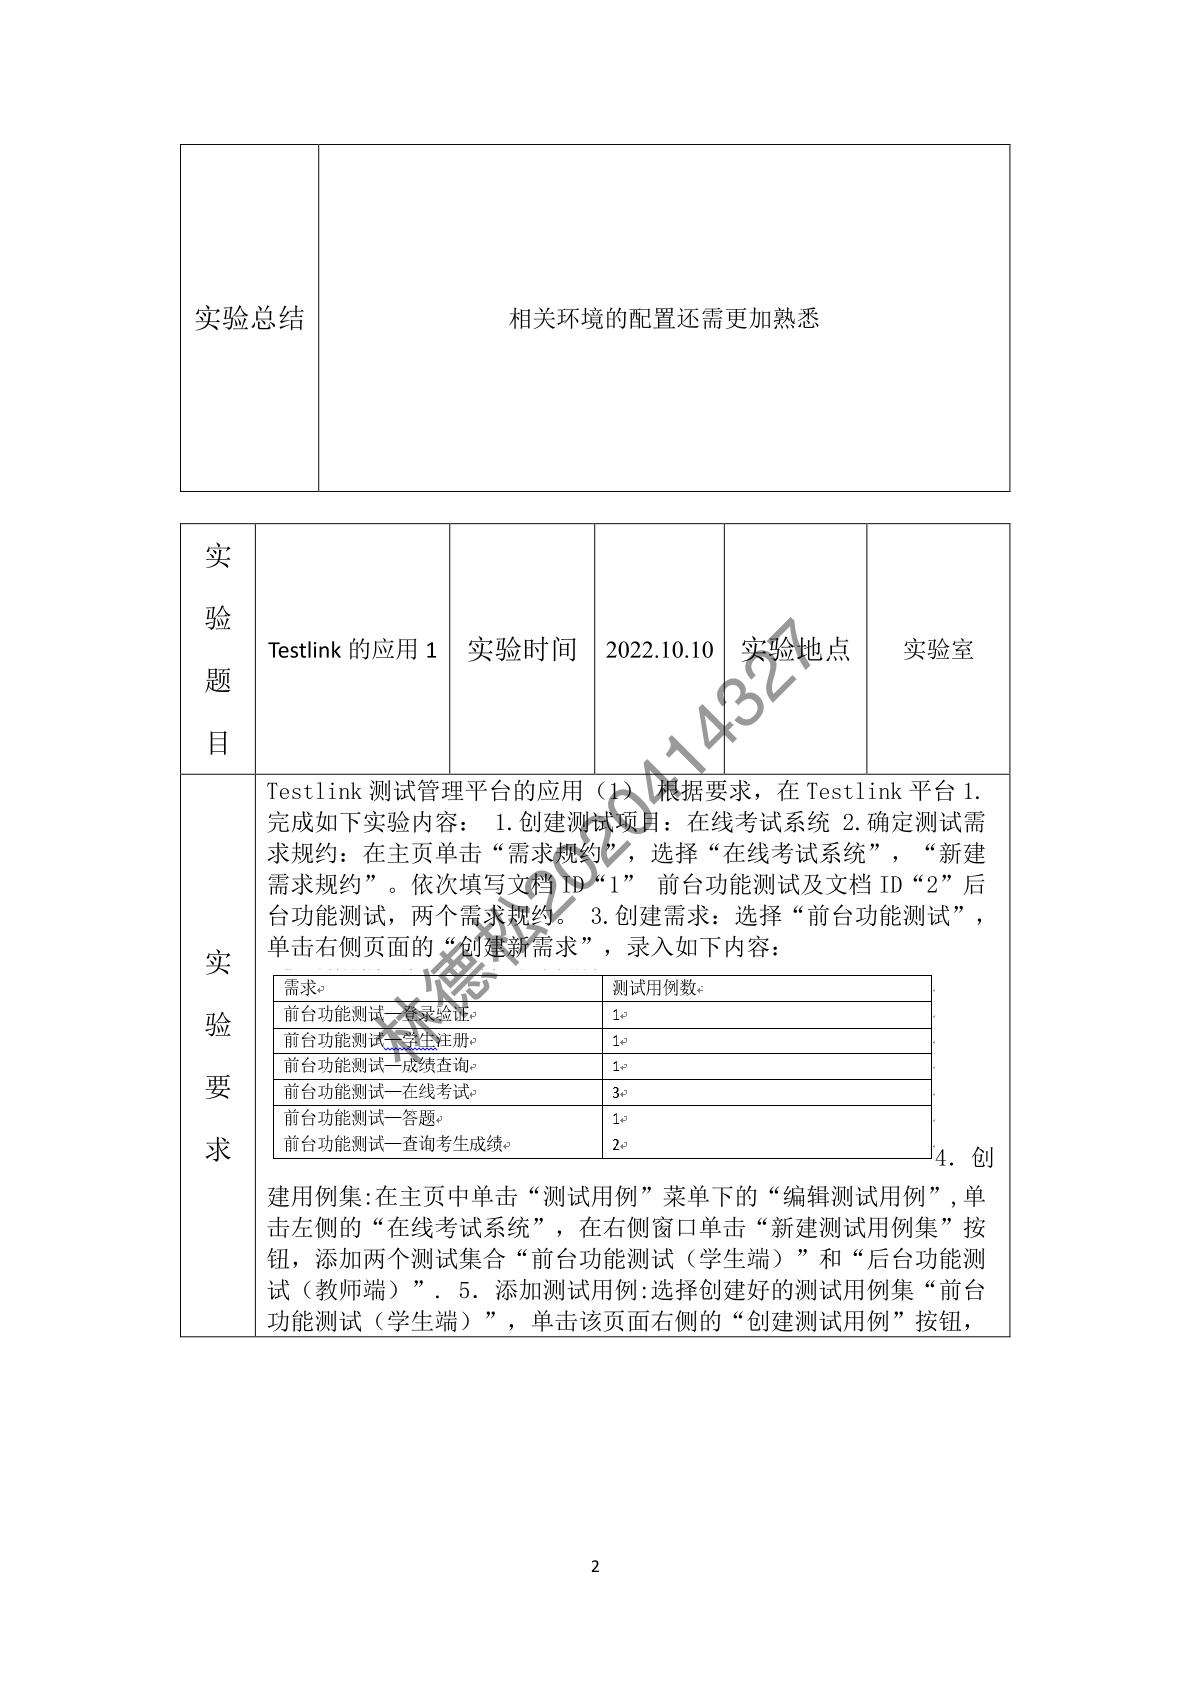 实验总结
相关环境的配置还需更加熟悉
实
验
题
目
Testlink 的应用 1
实验时间
2022.10.10
实验地点
实验室
实
验
要
求
Testlink 测试管理平台的应用（1） 根据要求，在 Testlink 平台 1.
完成如下实验内容： 1.创建测试项目：在线考试系统 2.确定测试需
求规约：在主页单击“需求规约”，选择“在线考试系统”，“新建
需求规约”。依次填写文档 ID“1” 前台功能测试及文档 ID“2”后
台功能测试，两个需求规约。 3.创建需求：选择“前台功能测试”，
单击右侧页面的“创建新需求”，录入如下内容：
需求 测试用例数
前台功能测试—登录验证 1
前台功能测试—学生注册 1
前台功能测试—成绩查询 1
前台功能测试—在线考试 3
前台功能测试—答题 1
前台功能测试—查询考生成绩 2
4．创
建用例集:在主页中单击“测试用例”菜单下的“编辑测试用例”,单
击左侧的“在线考试系统”，在右侧窗口单击“新建测试用例集”按
钮，添加两个测试集合“前台功能测试（学生端）”和“后台功能测
试（教师端）”. 5．添加测试用例:选择创建好的测试用例集“前台
功能测试（学生端）”，单击该页面右侧的“创建测试用例”按钮，
林德松2020414327
2